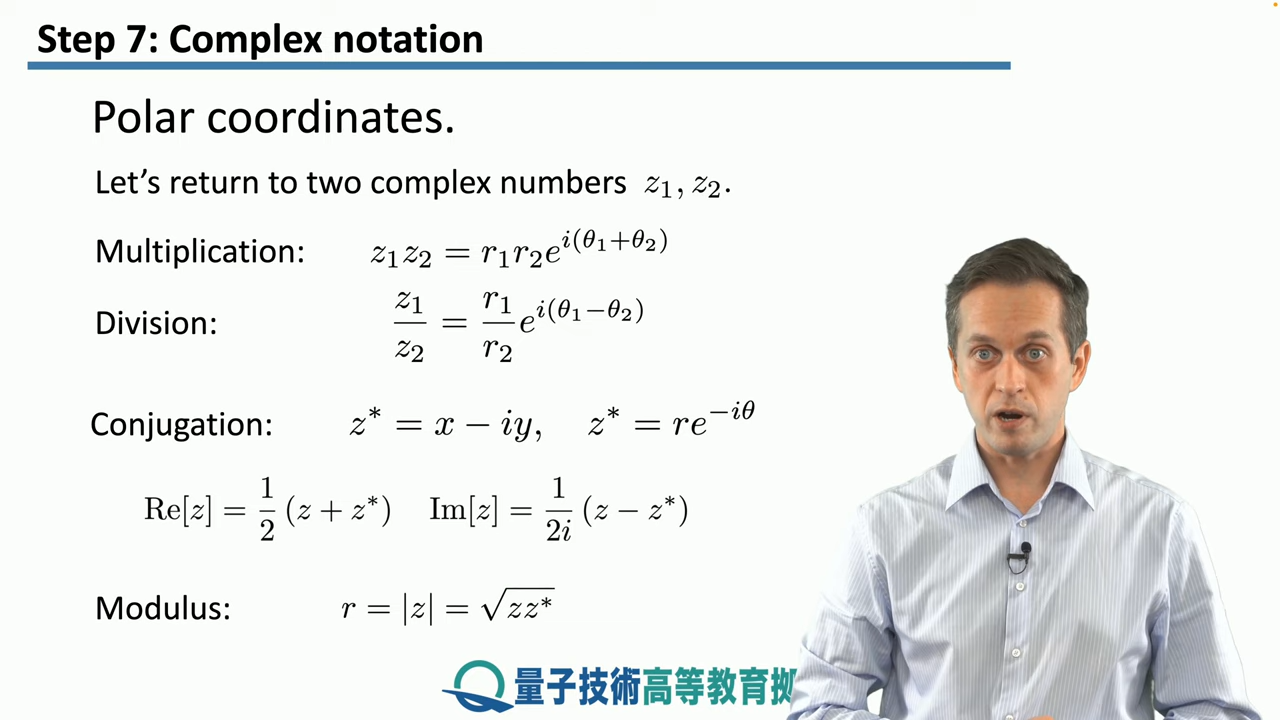 Step 7: Complex notation
Polar coordinates.
Let's return to two complex numbers z₁, z₂.
Multiplication: z₁z₂ = r₁r₂e^{i(θ₁+θ₂)}
Division: z₁/z₂ = r₁/r₂ e^{i(θ₁−θ₂)}
Conjugation: z* = x − iy, z* = re^{−iθ}
Re[z] = 1/2 (z + z*) Im[z] = 1/2i (z − z*)
Modulus: r = |z| = √zz*
量子技術高等教育拠